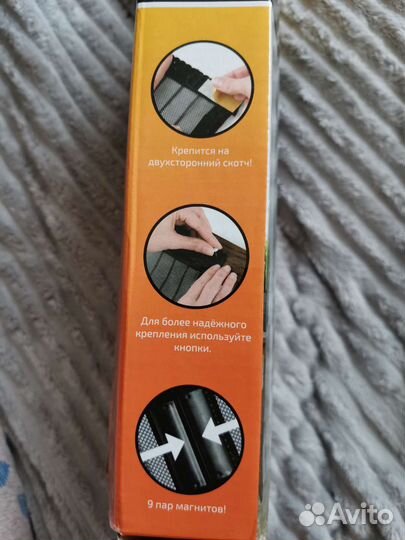 Крепится на
двухсторонний скотч!
Для более надёжного
крепления используйте
кнопки.
9 пар магнитов!
Avito